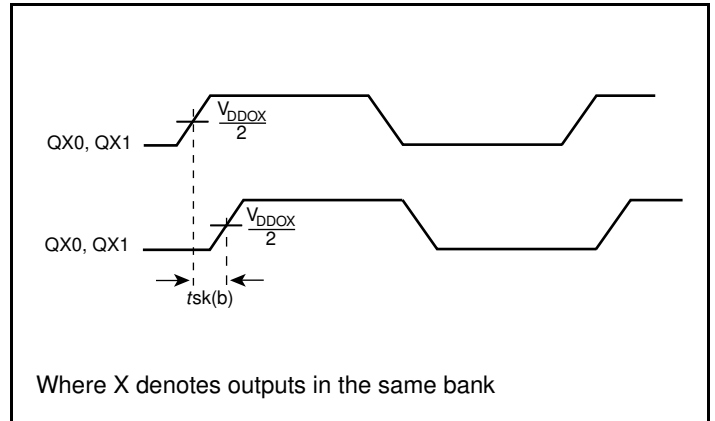 QX0, QX1
VDDOX
2
QX0, QX1
VDDOX
2
tsk(b)
Where X denotes outputs in the same bank